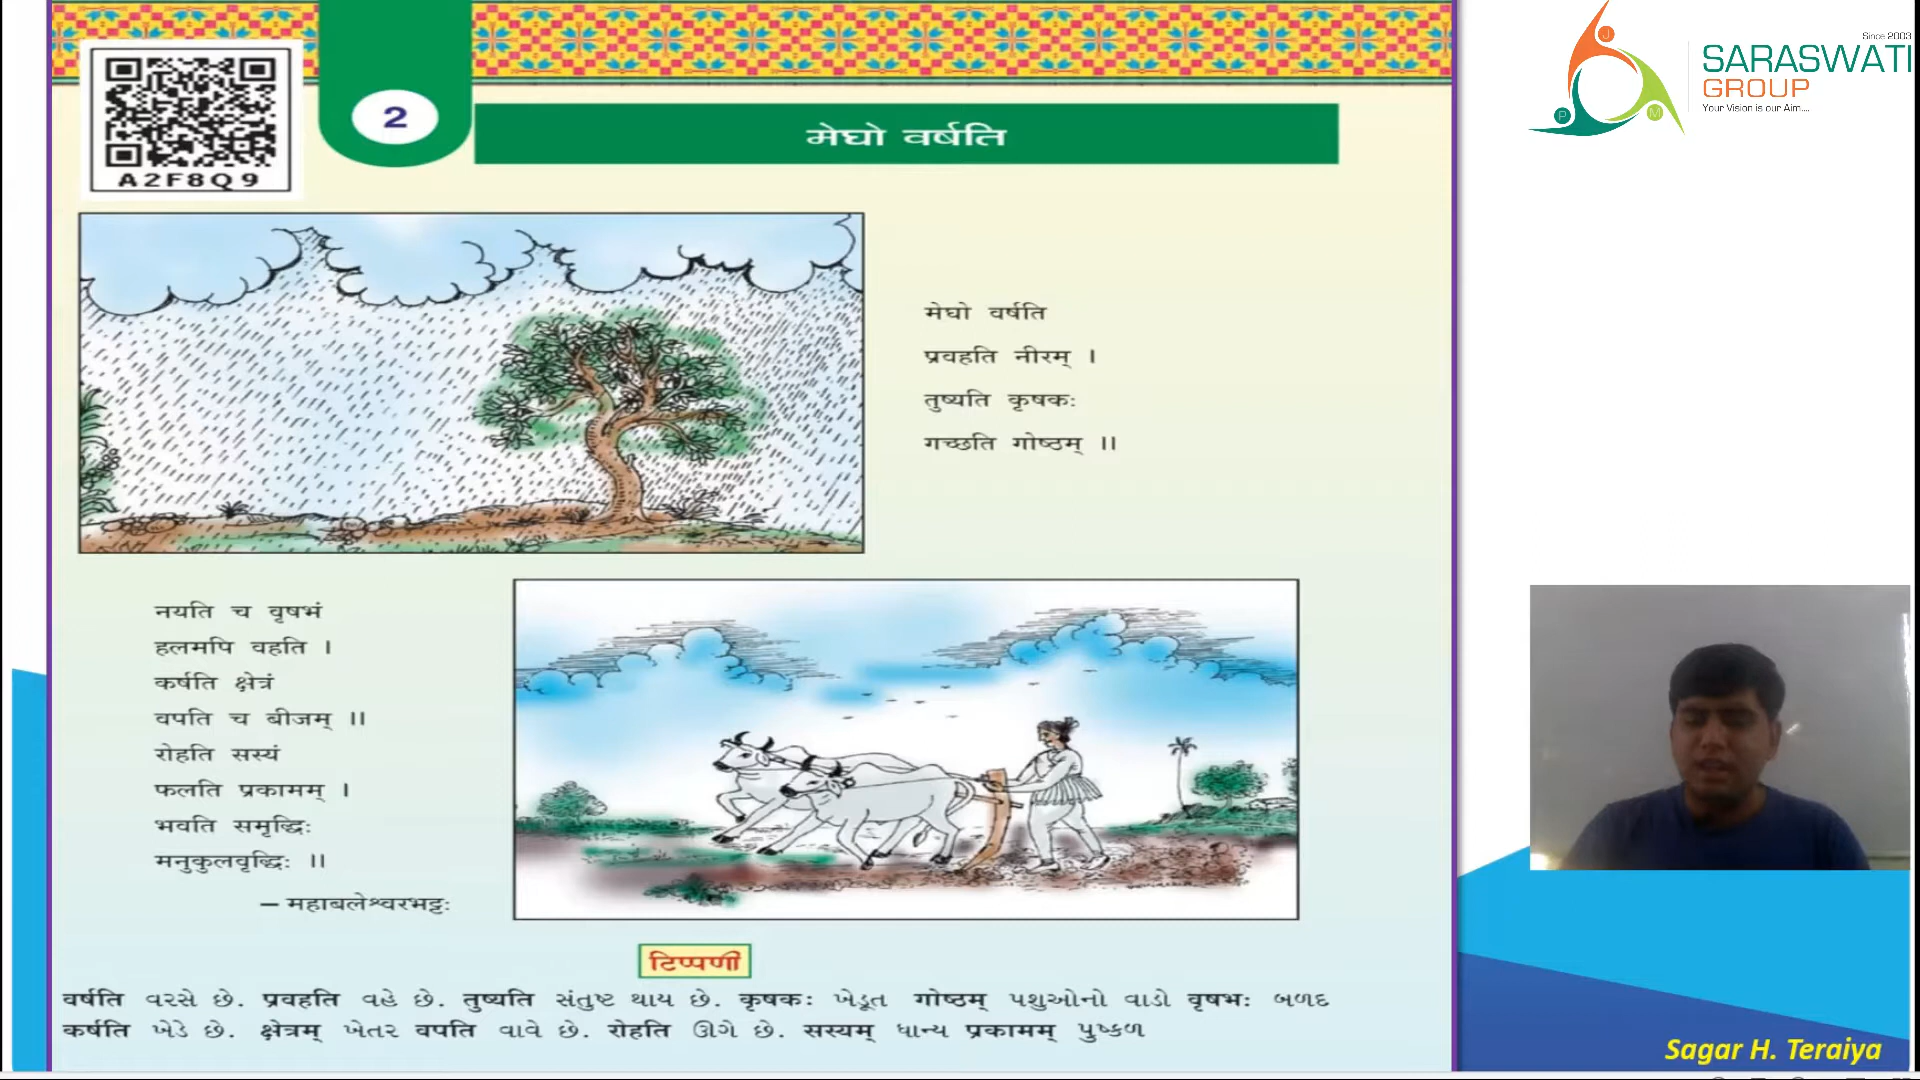 A2F8Q9
2
मेघो वर्षति
Since 2003
SARASWATI
GROUP
Your Vision is our Aim....
J
P
M
मेघो वर्षति
प्रवहति नीरम् ।
तुष्यति कृषकः
गच्छति गोष्ठम् ॥
नयति च वृषभं
हलमपि वहति ।
कर्षति क्षेत्रं
वपति च बीजम् ॥
रोहति सस्यं
फलति प्रकामम् ।
भवति समृद्धिः
मनुकुलवृद्धिः ॥
– महाबलेश्वरभट्टः
टिप्पणी
वर्षति વરસે છે. प्रवहति વહે છે. तुष्यति સંતુષ્ટ થાય છે. कृषकः ખેડૂત गोष्ठम् પશુઓનો વાડો वृषभः બળદ
कर्षति ખેડે છે. क्षेत्रम् ખેતર वपति વાવે છે. रोहति ઊગે છે. सस्यम् ધાન્ય प्रकामम् પુષ્કળ
Sagar H. Teraiya